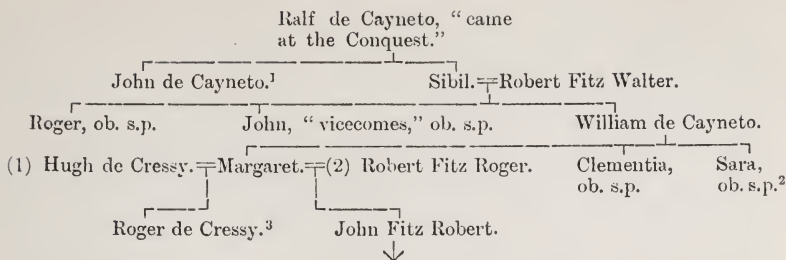 Ralf de Cayneto, “came
at the Conquest.”
John de Cayneto.¹ Sibil.=Robert Fitz Walter.
Roger, ob. s.p. John, “vicecomes,” ob. s.p. William de Cayneto.
(1) Hugh de Cressy.=Margaret.=(2) Robert Fitz Roger. Clementia, Sara,
ob. s.p. ob. s.p.²
Roger de Cressy.³ John Fitz Robert.